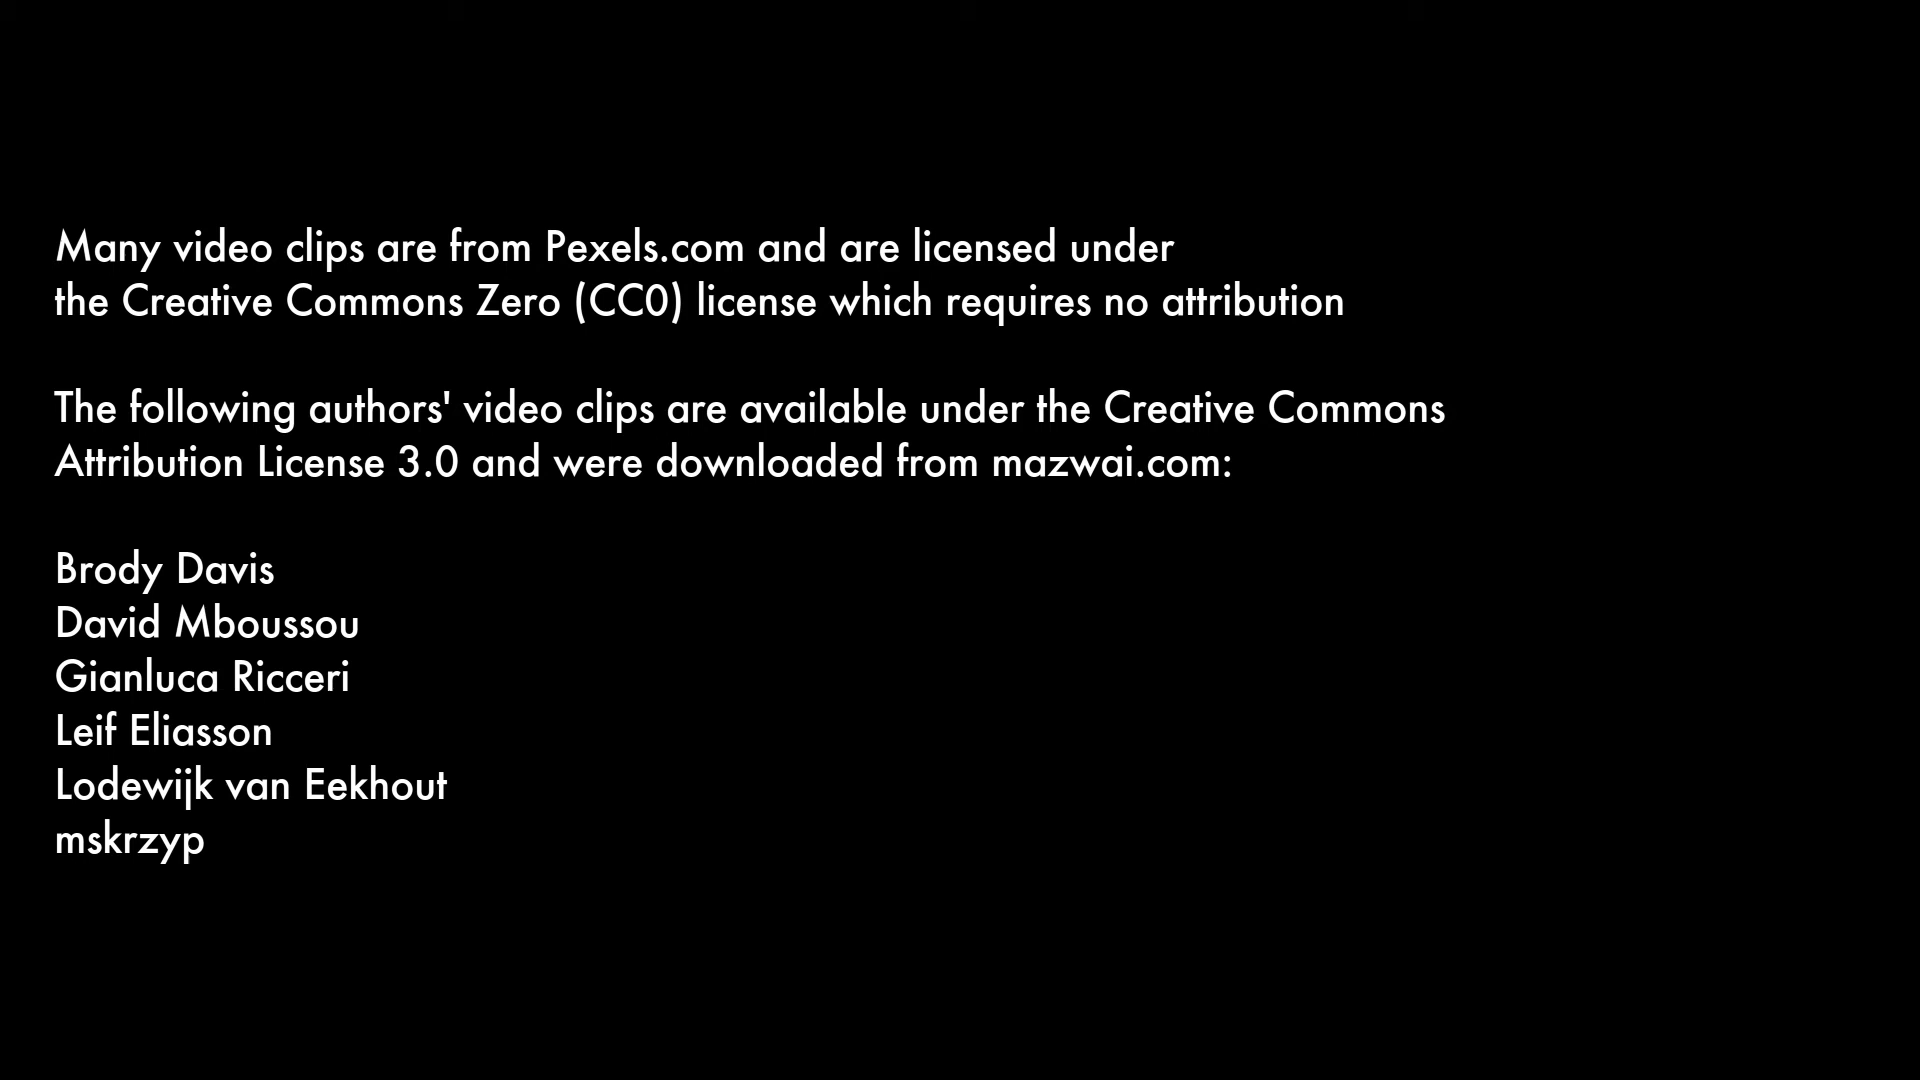 Many video clips are from Pexels.com and are licensed under
the Creative Commons Zero (CC0) license which requires no attribution
The following authors' video clips are available under the Creative Commons
Attribution License 3.0 and were downloaded from mazwai.com:
Brody Davis
David Mboussou
Gianluca Ricceri
Leif Eliasson
Lodewijk van Eekhout
mskrzyp